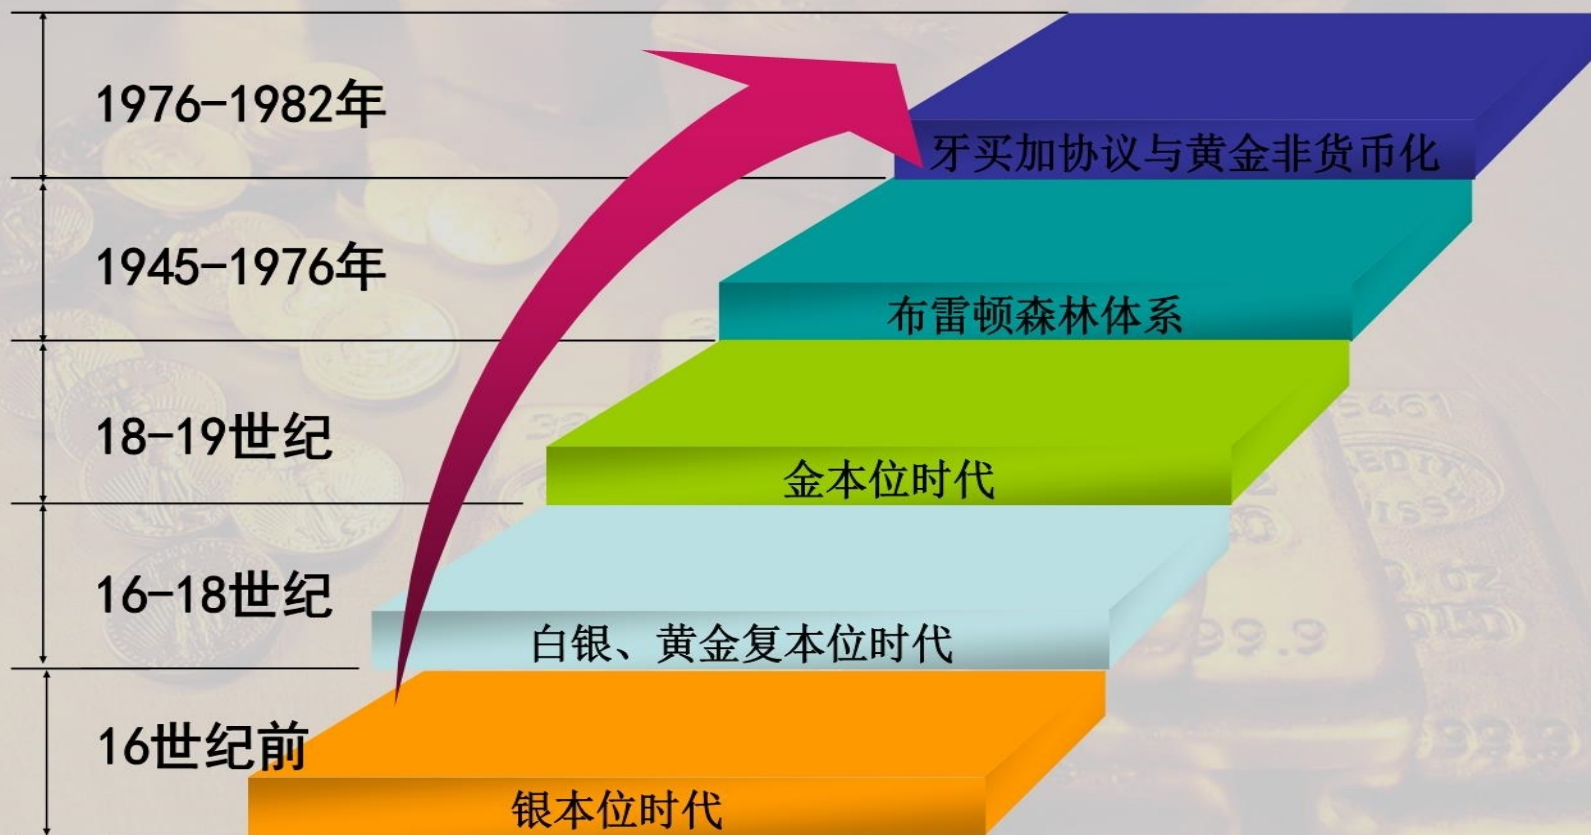 1976-1982年
牙买加协议与黄金非货币化
1945-1976年
布雷顿森林体系
18-19世纪
金本位时代
16-18世纪
白银、黄金复本位时代
16世纪前
银本位时代